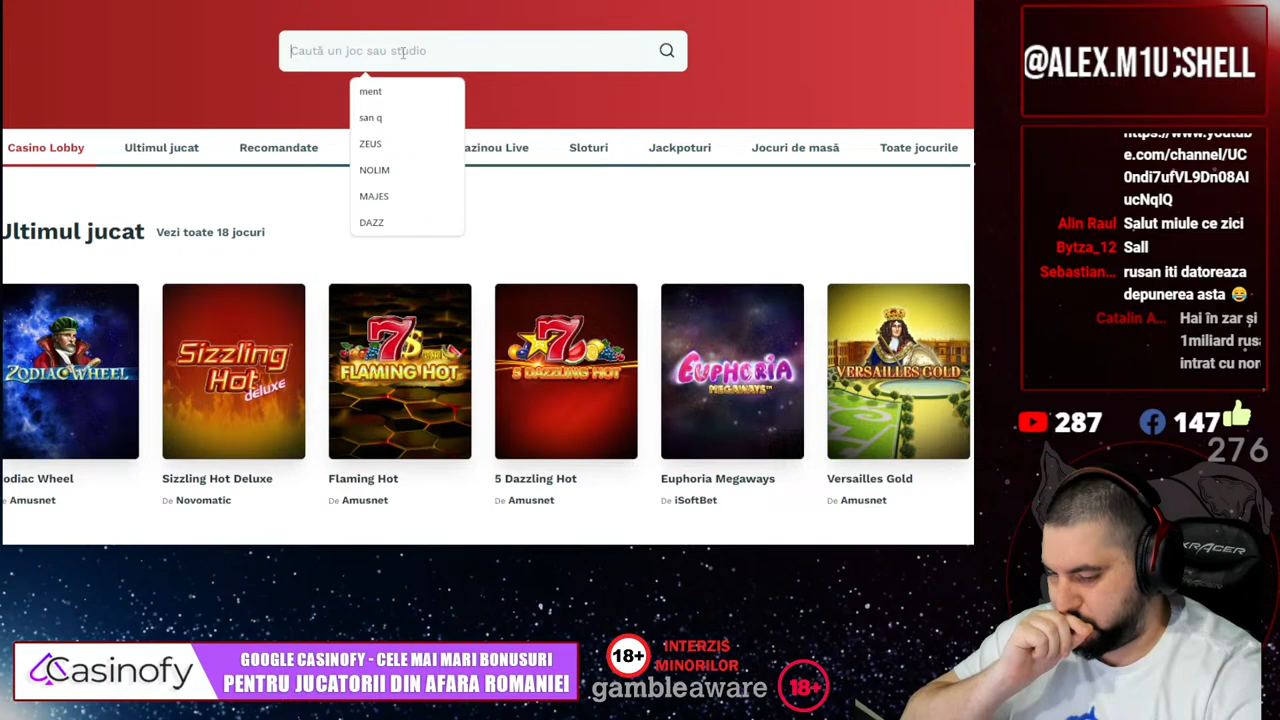 Caută un joc sau studio
ment
san q
ZEUS
NOLIM
MAJES
DAZZ
Casino Lobby
Ultimul jucat
Recomandate
azinou Live
Sloturi
Jackpoturi
Jocuri de masă
Toate jocurile
Ultimul jucat
Vezi toate 18 jocuri
ZODIAC WHEEL
Sizzling
Hot
deluxe
FLAMING HOT
5 DAZZLING HOT
EUPHORIA
MEGAWAYS™
VERSAILLES GOLD
odiac Wheel
Amusnet
Sizzling Hot Deluxe
De Novomatic
Flaming Hot
De Amusnet
5 Dazzling Hot
De Amusnet
Euphoria Megaways
De iSoftBet
Versailles Gold
De Amusnet
@ALEX.M1U
CSHELL
https://www.youtub
e.com/channel/UC
0ndi7ufVL9Dn08AI
ucNqIQ
Alin Raul Salut miule ce zici
Bytza_12 Sall
Sebastian... rusan iti datoreaza
depunerea asta 😂
Catalin A... Hai în zar și
1miliard rus
intrat cu nor
287
147
276
XRACER
Casinofy
GOOGLE CASINOFY - CELE MAI MARI BONUSURI
PENTRU JUCATORII DIN AFARA ROMANIEI
18+
INTERZIS
MINORILOR
gambleaware
18+